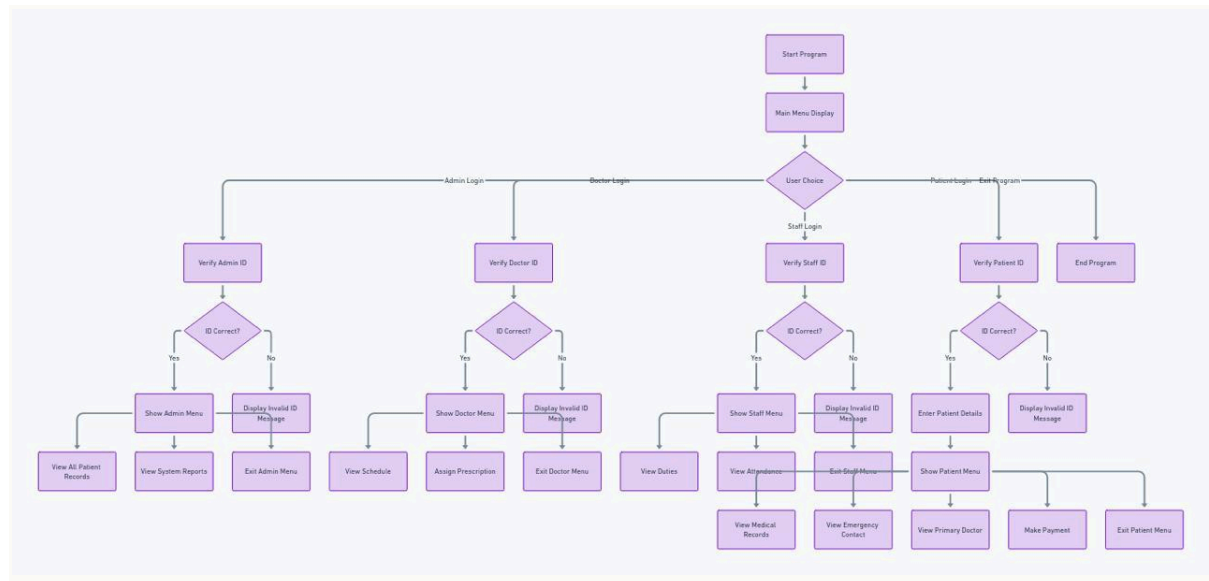 Start Program
Main Menu Display
User Choice
Admin Login
Doctor Login
Patient Login
Exit Program
Staff Login
Verify Admin ID
Verify Doctor ID
Verify Staff ID
Verify Patient ID
End Program
ID Correct?
ID Correct?
ID Correct?
ID Correct?
Yes
No
Yes
No
Yes
No
Yes
No
Show Admin Menu
Display Invalid ID
Message
Show Doctor Menu
Display Invalid ID
Message
Show Staff Menu
Display Invalid ID
Message
Enter Patient Details
Display Invalid ID
Message
View All Patient
Records
View System Reports
Exit Admin Menu
View Schedule
Assign Prescription
Exit Doctor Menu
View Duties
View Attendance
Exit Staff Menu
Show Patient Menu
View Medical
Records
View Emergency
Contact
View Primary Doctor
Make Payment
Exit Patient Menu